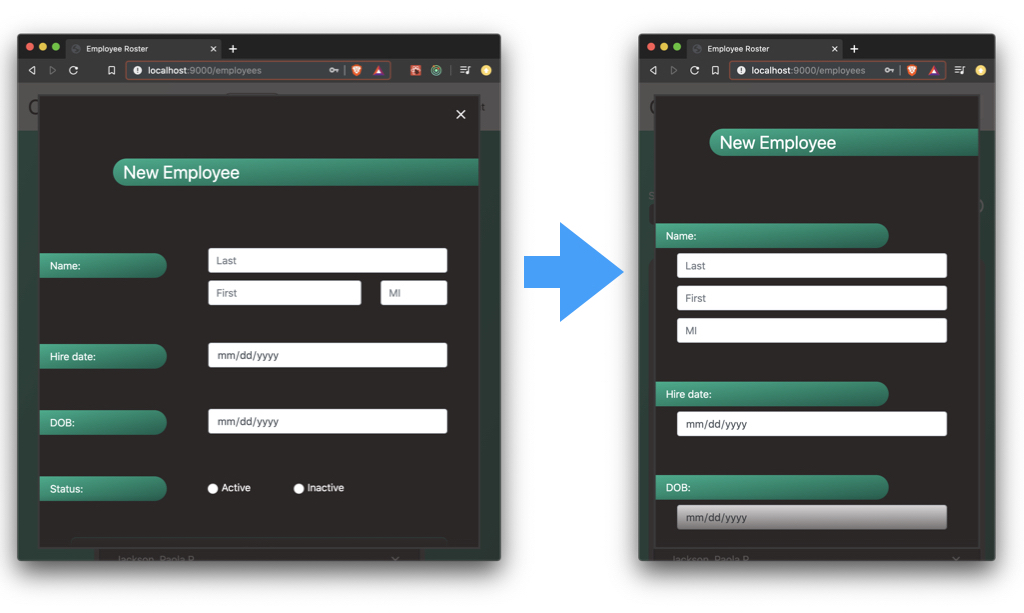 Employee Roster
localhost:9000/employees
New Employee
Name:
Last
First
MI
Hire date:
mm/dd/yyyy
DOB:
mm/dd/yyyy
Status:
Active
Inactive
Jackson, Paola P
Employee Roster
localhost:9000/employees
New Employee
Name:
Last
First
MI
Hire date:
mm/dd/yyyy
DOB:
mm/dd/yyyy
Jackson, Paola P